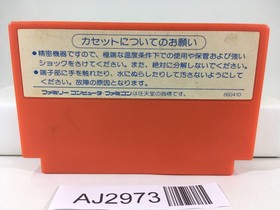 カセットについてのお願い
●精密機器ですので、極端な温度条件下での使用や保管および強い
ショックをさけてください。また、絶対に分解しないでください。
●端子部に手を触れたり、水にぬらしたりして汚さないようにして
ください。故障の原因となります。
ファミリーコンピュータ・ファミコンは任天堂の商標です。
AJ2973